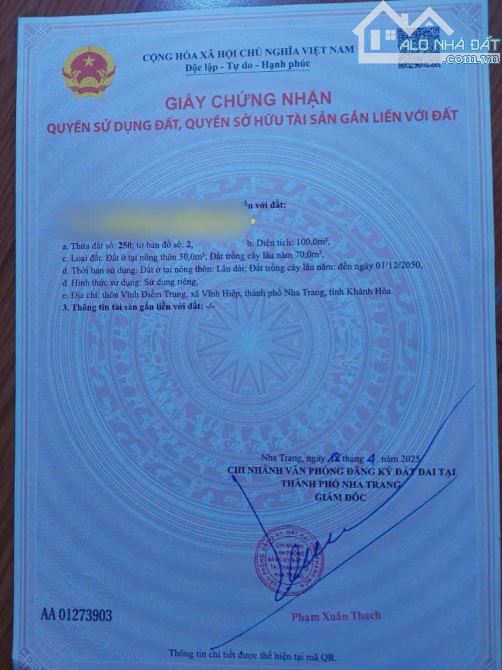 ALO NHÀ ĐẤT
.com.vn
CỘNG HÒA XÃ HỘI CHỦ NGHĨA VIỆT NAM
Độc lập - Tự do - Hạnh phúc
GIẤY CHỨNG NHẬN
QUYỀN SỬ DỤNG ĐẤT, QUYỀN SỞ HỮU TÀI SẢN GẮN LIỀN VỚI ĐẤT
liền với đất:
a. Thửa đất số: 250; tờ bản đồ số: 2, b. Diện tích: 100,0m²,
c. Loại đất: Đất ở tại nông thôn 30,0m²; Đất trồng cây lâu năm 70,0m²,
d. Thời hạn sử dụng: Đất ở tại nông thôn: Lâu dài; Đất trồng cây lâu năm: đến ngày 01/12/2050,
đ. Hình thức sử dụng: Sử dụng riêng,
e. Địa chỉ: thôn Vĩnh Điềm Trung, xã Vĩnh Hiệp, thành phố Nha Trang, tỉnh Khánh Hòa.
3. Thông tin tài sản gắn liền với đất: -/-
Nha Trang, ngày 18 tháng 4 năm 2025
CHI NHÁNH VĂN PHÒNG ĐĂNG KÝ ĐẤT ĐAI TẠI
THÀNH PHỐ NHA TRANG
GIÁM ĐỐC
Phạm Xuân Thạch
AA 01273903
Thông tin chi tiết được thể hiện tại mã QR.